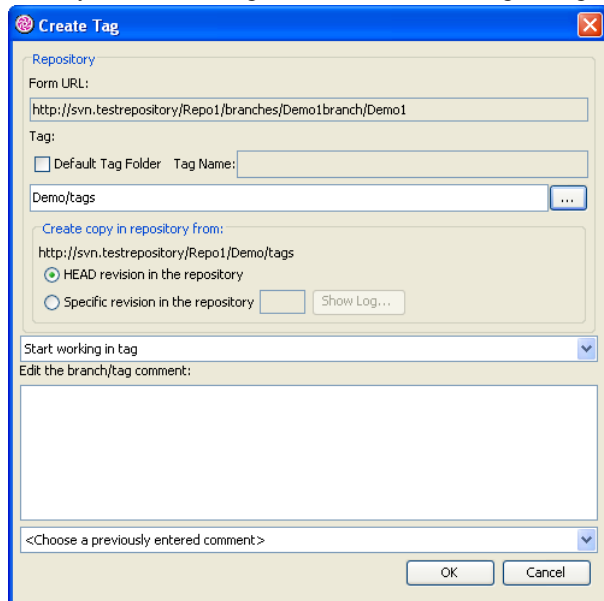 Create Tag
Repository
Form URL:
http://svn.testrepository/Repo1/branches/Demo1branch/Demo1
Tag:
Default Tag Folder Tag Name:
Demo/tags ...
Create copy in repository from:
http://svn.testrepository/Repo1/Demo/tags
HEAD revision in the repository
Specific revision in the repository Show Log...
Start working in tag
Edit the branch/tag comment:
<Choose a previously entered comment>
OK Cancel